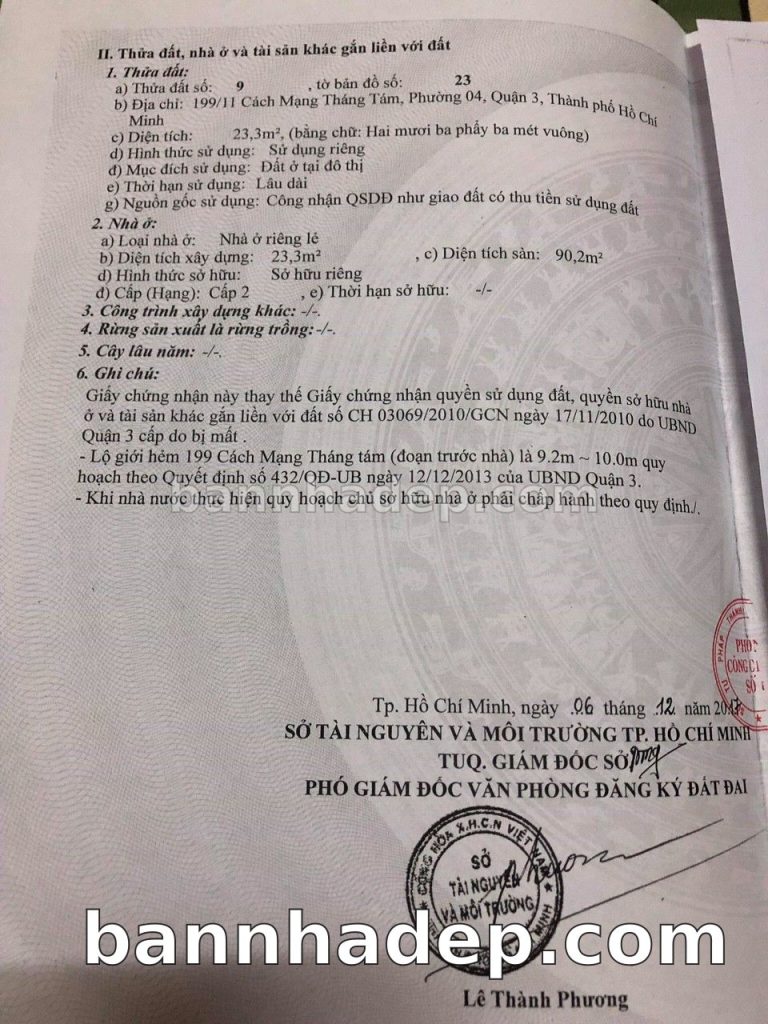 II. Thửa đất, nhà ở và tài sản khác gắn liền với đất
1. Thửa đất:
a) Thửa đất số: 9 , tờ bản đồ số: 23
b) Địa chỉ: 199/11 Cách Mạng Tháng Tám, Phường 04, Quận 3, Thành phố Hồ Chí
Minh
c) Diện tích: 23,3m², (bằng chữ: Hai mươi ba phẩy ba mét vuông)
d) Hình thức sử dụng: Sử dụng riêng
đ) Mục đích sử dụng: Đất ở tại đô thị
e) Thời hạn sử dụng: Lâu dài
g) Nguồn gốc sử dụng: Công nhận QSDĐ như giao đất có thu tiền sử dụng đất
2. Nhà ở:
a) Loại nhà ở: Nhà ở riêng lẻ
b) Diện tích xây dựng: 23,3m² , c) Diện tích sàn: 90,2m²
d) Hình thức sở hữu: Sở hữu riêng
đ) Cấp (Hạng): Cấp 2 , e) Thời hạn sở hữu: -/-
3. Công trình xây dựng khác: -/-.
4. Rừng sản xuất là rừng trồng: -/-.
5. Cây lâu năm: -/-.
6. Ghi chú:
Giấy chứng nhận này thay thế Giấy chứng nhận quyền sử dụng đất, quyền sở hữu nhà
ở và tài sản khác gắn liền với đất số CH 03069/2010/GCN ngày 17/11/2010 do UBND
Quận 3 cấp do bị mất .
- Lộ giới hẻm 199 Cách Mạng Tháng tám (đoạn trước nhà) là 9.2m ~ 10.0m quy
hoạch theo Quyết định số 432/QĐ-UB ngày 12/12/2013 của UBND Quận 3.
- Khi nhà nước thực hiện quy hoạch chủ sở hữu nhà ở phải chấp hành theo quy định./.
bannhadep.com
Tp. Hồ Chí Minh, ngày 06 tháng 12 năm
SỞ TÀI NGUYÊN VÀ MÔI TRƯỜNG TP. HỒ CHÍ MINH
TUQ. GIÁM ĐỐC SỞ
PHÓ GIÁM ĐỐC VĂN PHÒNG ĐĂNG KÝ ĐẤT ĐAI
CỘNG HÒA X.H.C.N VIỆT NAM
SỞ
TÀI NGUYÊN
VÀ MÔI TRƯỜNG
bannhadep.com
Lê Thành Phương